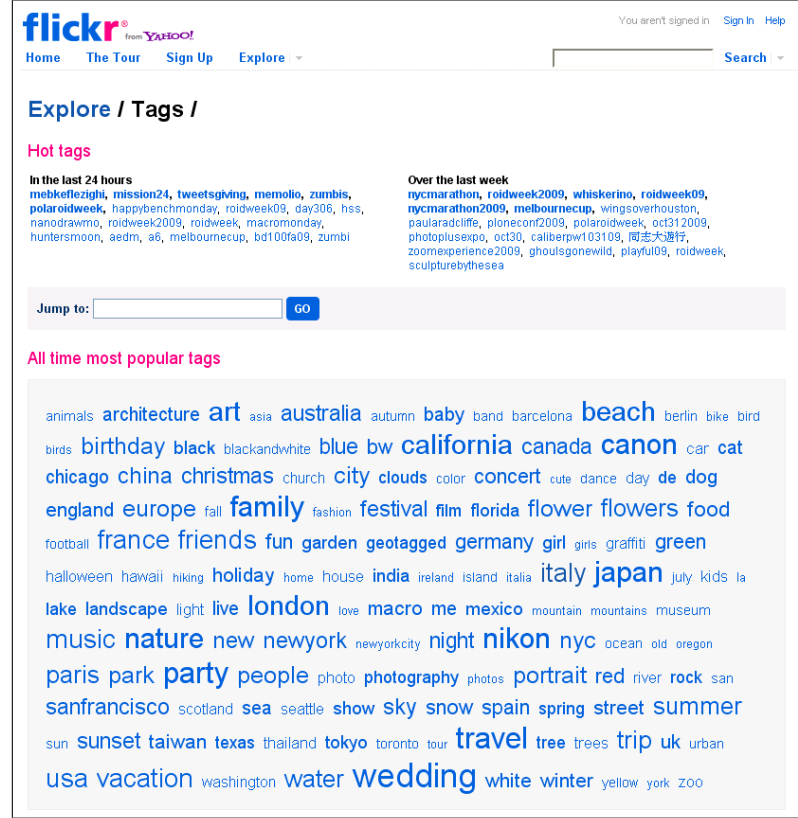 flickr® from YAHOO!
You aren't signed in Sign In Help
Home The Tour Sign Up Explore Search
Explore / Tags /
Hot tags
In the last 24 hours
mebkeflezighi, mission24, tweetsgiving, memolio, zumbis,
polaroidweek, happybenchmonday, roidweek09, day306, hss,
nanodrawmo, roidweek2009, roidweek, macromonday,
huntersmoon, aedm, a6, melbournecup, bd100fa09, zumbi
Over the last week
nycmarathon, roidweek2009, whiskerino, roidweek09,
nycmarathon2009, melbournecup, wingsoverhouston,
paularadcliffe, ploneconf2009, polaroidweek, oct312009,
photoplusexpo, oct30, caliberpw103109, 同志大遊行,
zoomexperience2009, ghoulsgonewild, playful09, roidweek,
sculpturebythesea
Jump to: GO
All time most popular tags
animals architecture art asia australia autumn baby band barcelona beach berlin bike bird
birds birthday black blackandwhite blue bw california canada canon car cat
chicago china christmas church city clouds color concert cute dance day de dog
england europe fall family fashion festival film florida flower flowers food
football france friends fun garden geotagged germany girl girls graffiti green
halloween hawaii hiking holiday home house india ireland island italia italy japan july kids la
lake landscape light live london love macro me mexico mountain mountains museum
music nature new newyork newyorkcity night nikon nyc ocean old oregon
paris park party people photo photography photos portrait red river rock san
sanfrancisco scotland sea seattle show sky snow spain spring street summer
sun sunset taiwan texas thailand tokyo toronto tour travel tree trees trip uk urban
usa vacation washington water wedding white winter yellow york zoo